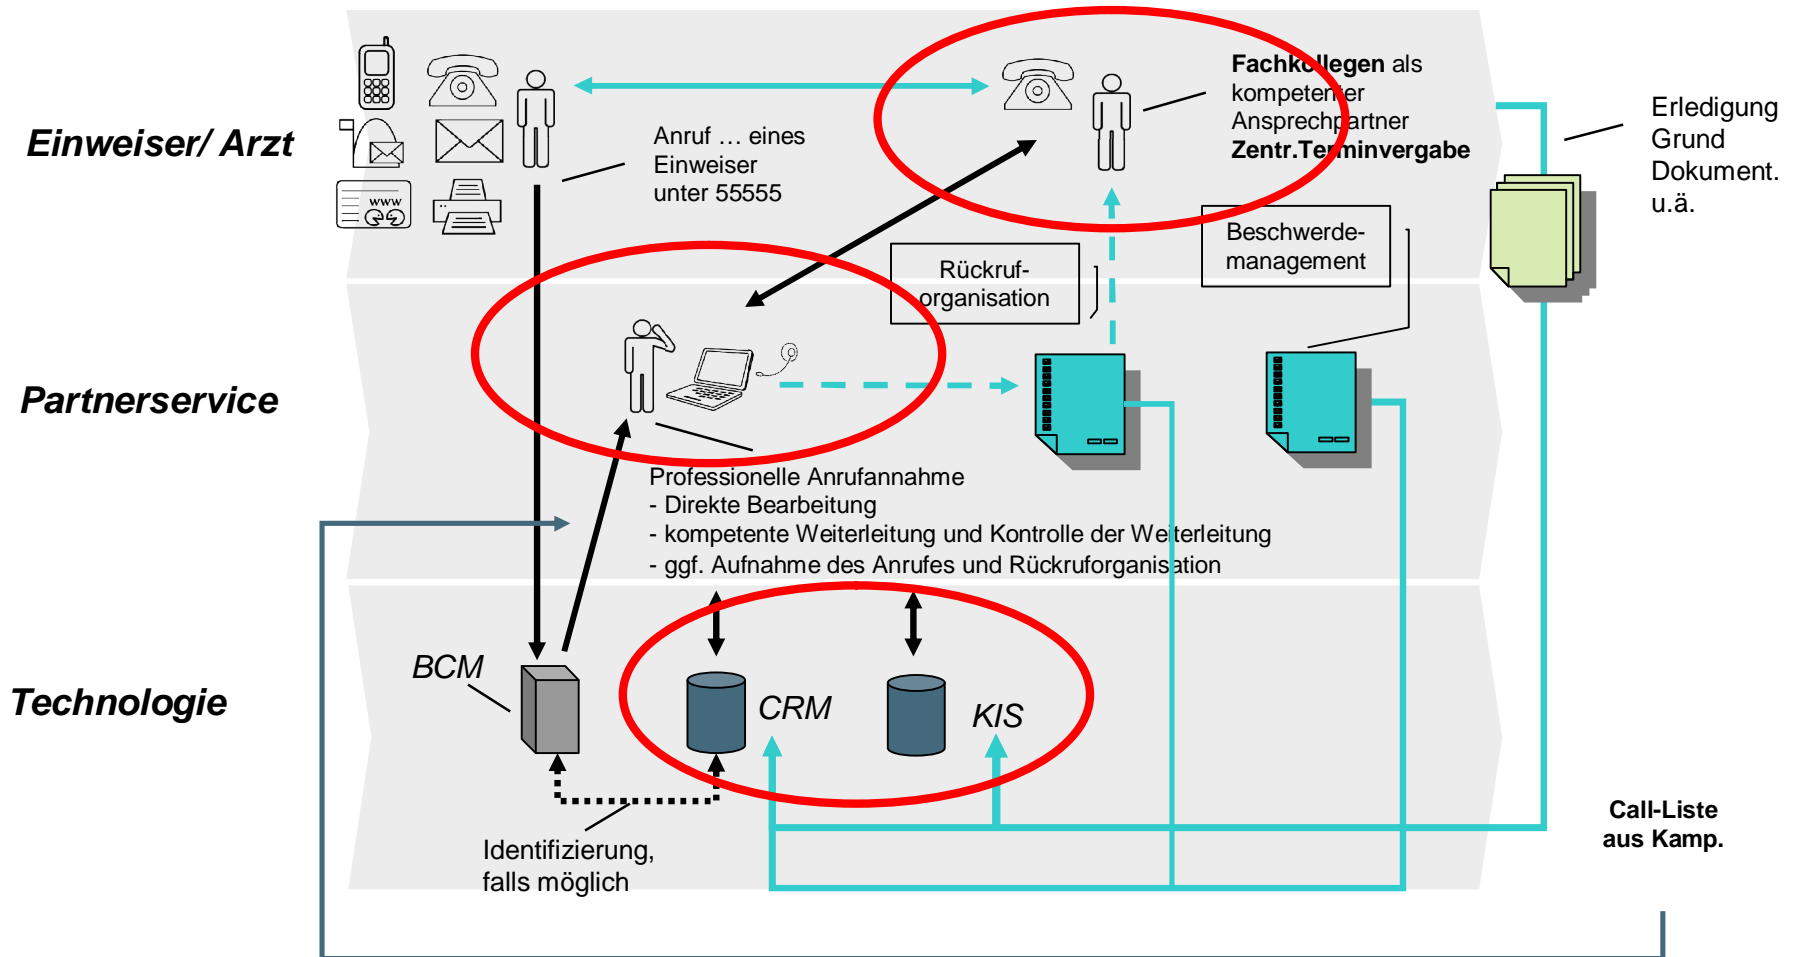 Einweiser/ Arzt
WWW
Anruf … eines
Einweiser
unter 55555
Fachkollegen als
kompetenter
Ansprechpartner
Zentr.Terminvergabe
Erledigung
Grund
Dokument.
u.ä.
Rückruf-
organisation
Beschwerde-
management
Partnerservice
Professionelle Anrufannahme
- Direkte Bearbeitung
- kompetente Weiterleitung und Kontrolle der Weiterleitung
- ggf. Aufnahme des Anrufes und Rückruforganisation
Technologie
BCM
CRM
KIS
Identifizierung,
falls möglich
Call-Liste
aus Kamp.